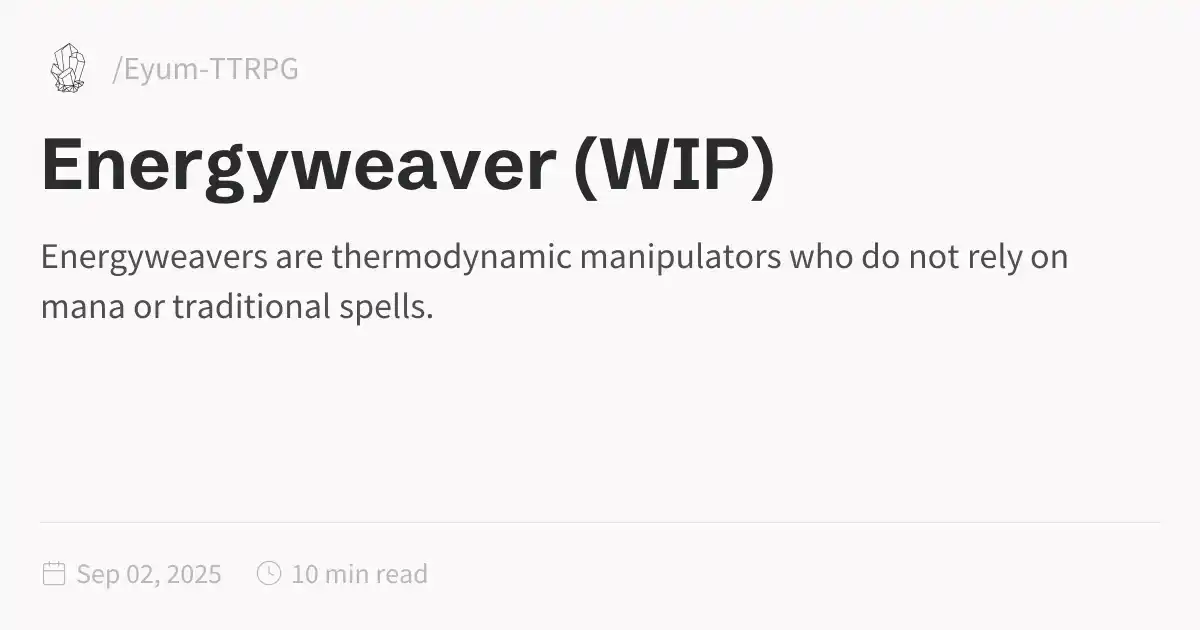 /Eyum-TTRPG
Energyweaver (WIP)
Energyweavers are thermodynamic manipulators who do not rely on
mana or traditional spells.
Sep 02, 2025 10 min read